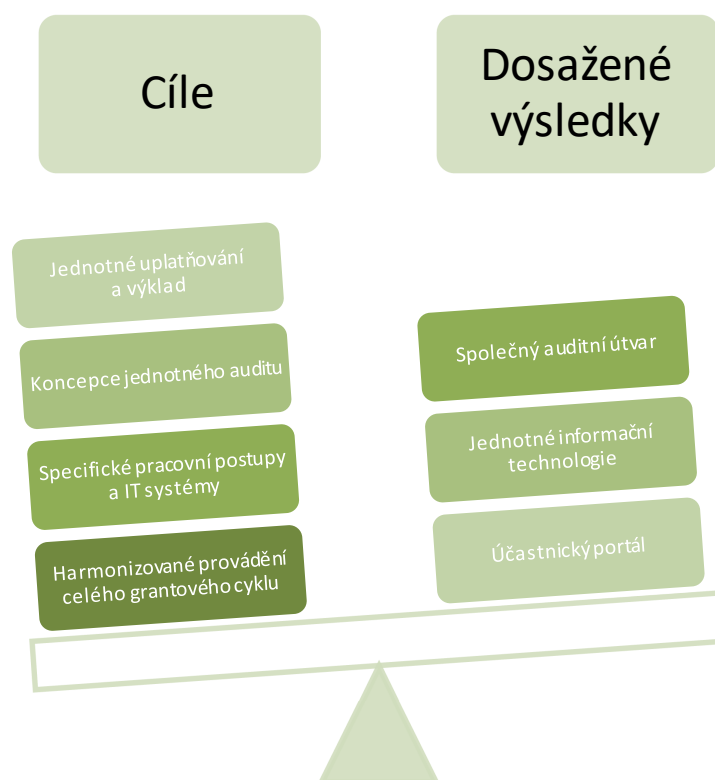 Cíle
Dosažené
výsledky
Jednotné uplatňování
a výklad
Koncepce jednotného auditu
Specifické pracovní postupy
a IT systémy
Harmonizované provádění
celého grantového cyklu
Společný auditní útvar
Jednotné informační
technologie
Účastnický portál